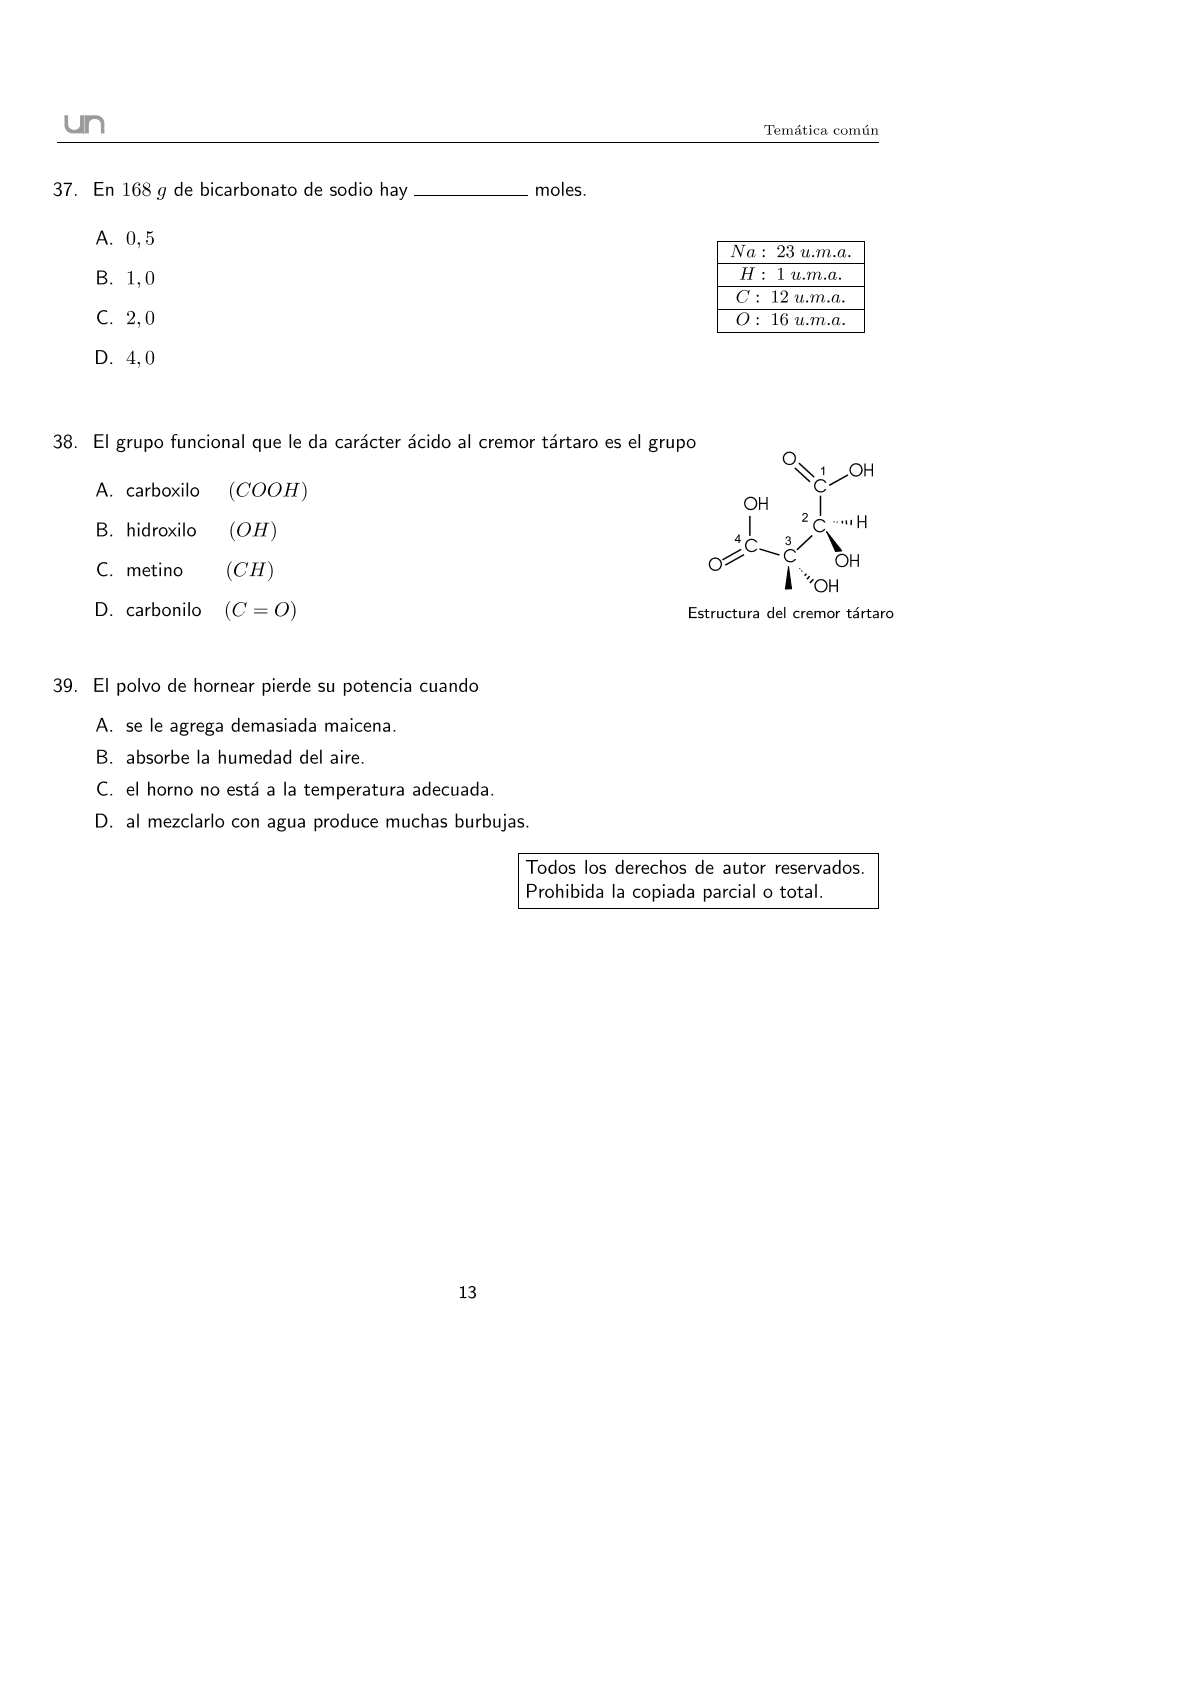 un
Temática común
37. En 168 g de bicarbonato de sodio hay ____________ moles.
A. 0, 5
B. 1, 0
C. 2, 0
D. 4, 0
Na : 23 u.m.a.
H : 1 u.m.a.
C : 12 u.m.a.
O : 16 u.m.a.
38. El grupo funcional que le da carácter ácido al cremor tártaro es el grupo
A. carboxilo (COOH)
B. hidroxilo (OH)
C. metino (CH)
D. carbonilo (C = O)
O 1 OH
C
OH
2 C H
4 C 3
O C OH
OH
Estructura del cremor tártaro
39. El polvo de hornear pierde su potencia cuando
A. se le agrega demasiada maicena.
B. absorbe la humedad del aire.
C. el horno no está a la temperatura adecuada.
D. al mezclarlo con agua produce muchas burbujas.
Todos los derechos de autor reservados.
Prohibida la copiada parcial o total.
13